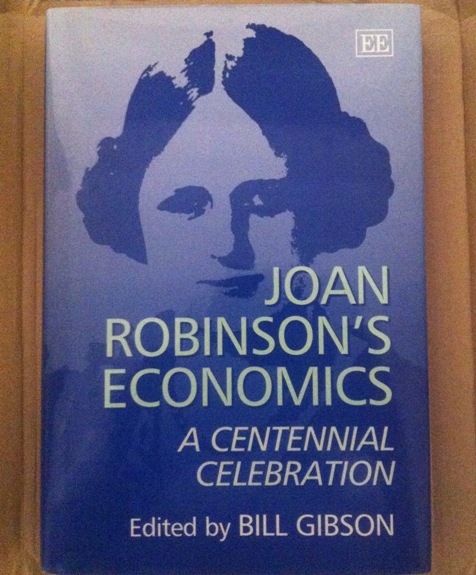 EE
JOAN
ROBINSON'S
ECONOMICS
A CENTENNIAL
CELEBRATION
Edited by BILL GIBSON